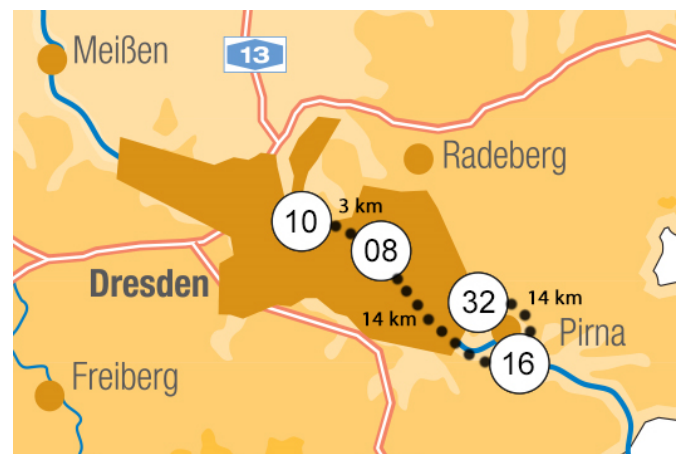 Meißen
13
Radeberg
10
3 km
08
Dresden
32
14 km
14 km
Pirna
16
Freiberg